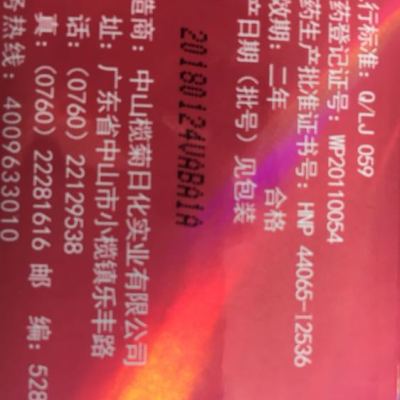 行标准: Q/LJ 059
药登记证号: WP20110054
药生产批准证书号: HNP 44065-I2536
效期: 二年 合格
产日期 (批号) 见包装
20180124VABA1A
造商: 中山榄菊日化实业有限公司
址: 广东省中山市小榄镇乐丰路
话: (0760) 22129538
真: (0760) 22281616 邮 编: 528
务热线: 4009633010